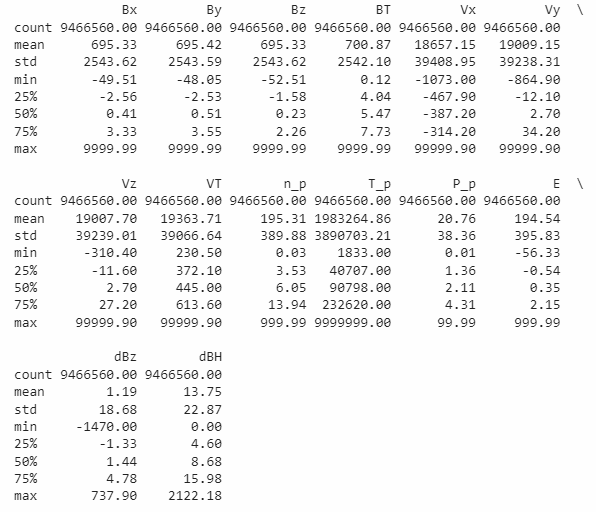 Bx By Bz BT Vx Vy \
count 9466560.00 9466560.00 9466560.00 9466560.00 9466560.00 9466560.00
mean 695.33 695.42 695.33 700.87 18657.15 19009.15
std 2543.62 2543.59 2543.62 2542.10 39408.95 39238.31
min -49.51 -48.05 -52.51 0.12 -1073.00 -864.90
25% -2.56 -2.53 -1.58 4.04 -467.90 -12.10
50% 0.41 0.51 0.23 5.47 -387.20 2.70
75% 3.33 3.55 2.26 7.73 -314.20 34.20
max 9999.99 9999.99 9999.99 9999.99 99999.90 99999.90
Vz VT n_p T_p P_p E \
count 9466560.00 9466560.00 9466560.00 9466560.00 9466560.00 9466560.00
mean 19007.70 19363.71 195.31 1983264.86 20.76 194.54
std 39239.01 39066.64 389.88 3890703.21 38.36 395.83
min -310.40 230.50 0.03 1833.00 0.01 -56.33
25% -11.60 372.10 3.53 40707.00 1.36 -0.54
50% 2.70 445.00 6.05 90798.00 2.11 0.35
75% 27.20 613.60 13.94 232620.00 4.31 2.15
max 99999.90 99999.90 999.99 9999999.00 99.99 999.99
dBz dBH
count 9466560.00 9466560.00
mean 1.19 13.75
std 18.68 22.87
min -1470.00 0.00
25% -1.33 4.60
50% 1.44 8.68
75% 4.78 15.98
max 737.90 2122.18